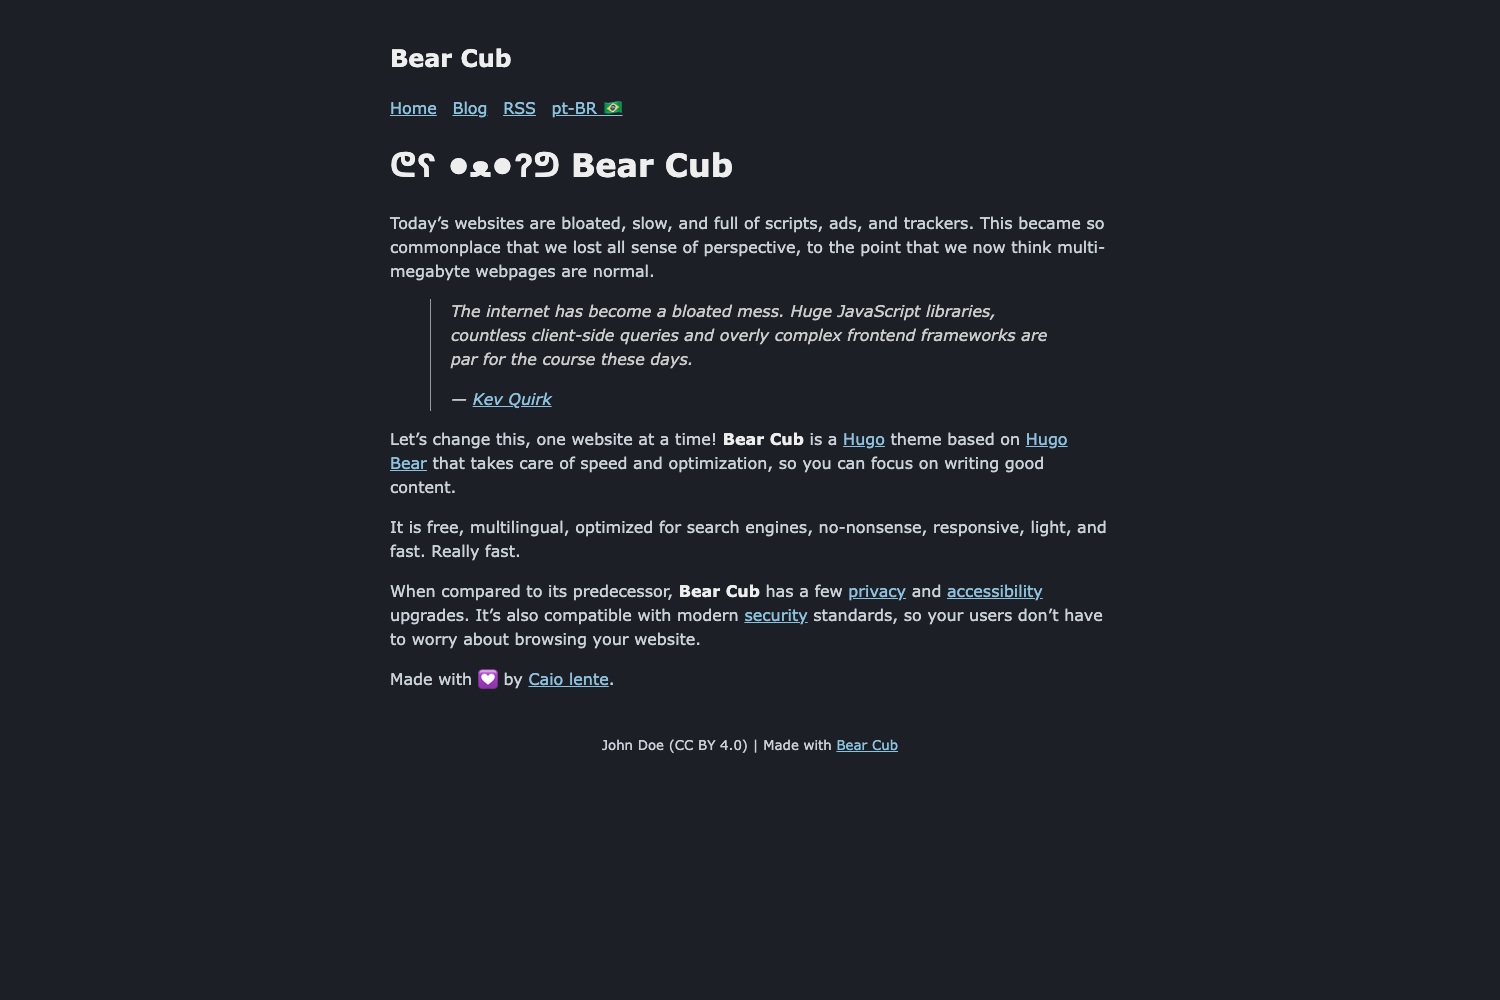 Bear Cub
Home Blog RSS pt-BR 🇧🇷
ᕦʕ •ᴥ•ʔᕤ Bear Cub
Today’s websites are bloated, slow, and full of scripts, ads, and trackers. This became so
commonplace that we lost all sense of perspective, to the point that we now think multi-
megabyte webpages are normal.
The internet has become a bloated mess. Huge JavaScript libraries,
countless client-side queries and overly complex frontend frameworks are
par for the course these days.
— Kev Quirk
Let’s change this, one website at a time! Bear Cub is a Hugo theme based on Hugo
Bear that takes care of speed and optimization, so you can focus on writing good
content.
It is free, multilingual, optimized for search engines, no-nonsense, responsive, light, and
fast. Really fast.
When compared to its predecessor, Bear Cub has a few privacy and accessibility
upgrades. It’s also compatible with modern security standards, so your users don’t have
to worry about browsing your website.
Made with 💟 by Caio lente.
John Doe (CC BY 4.0) | Made with Bear Cub